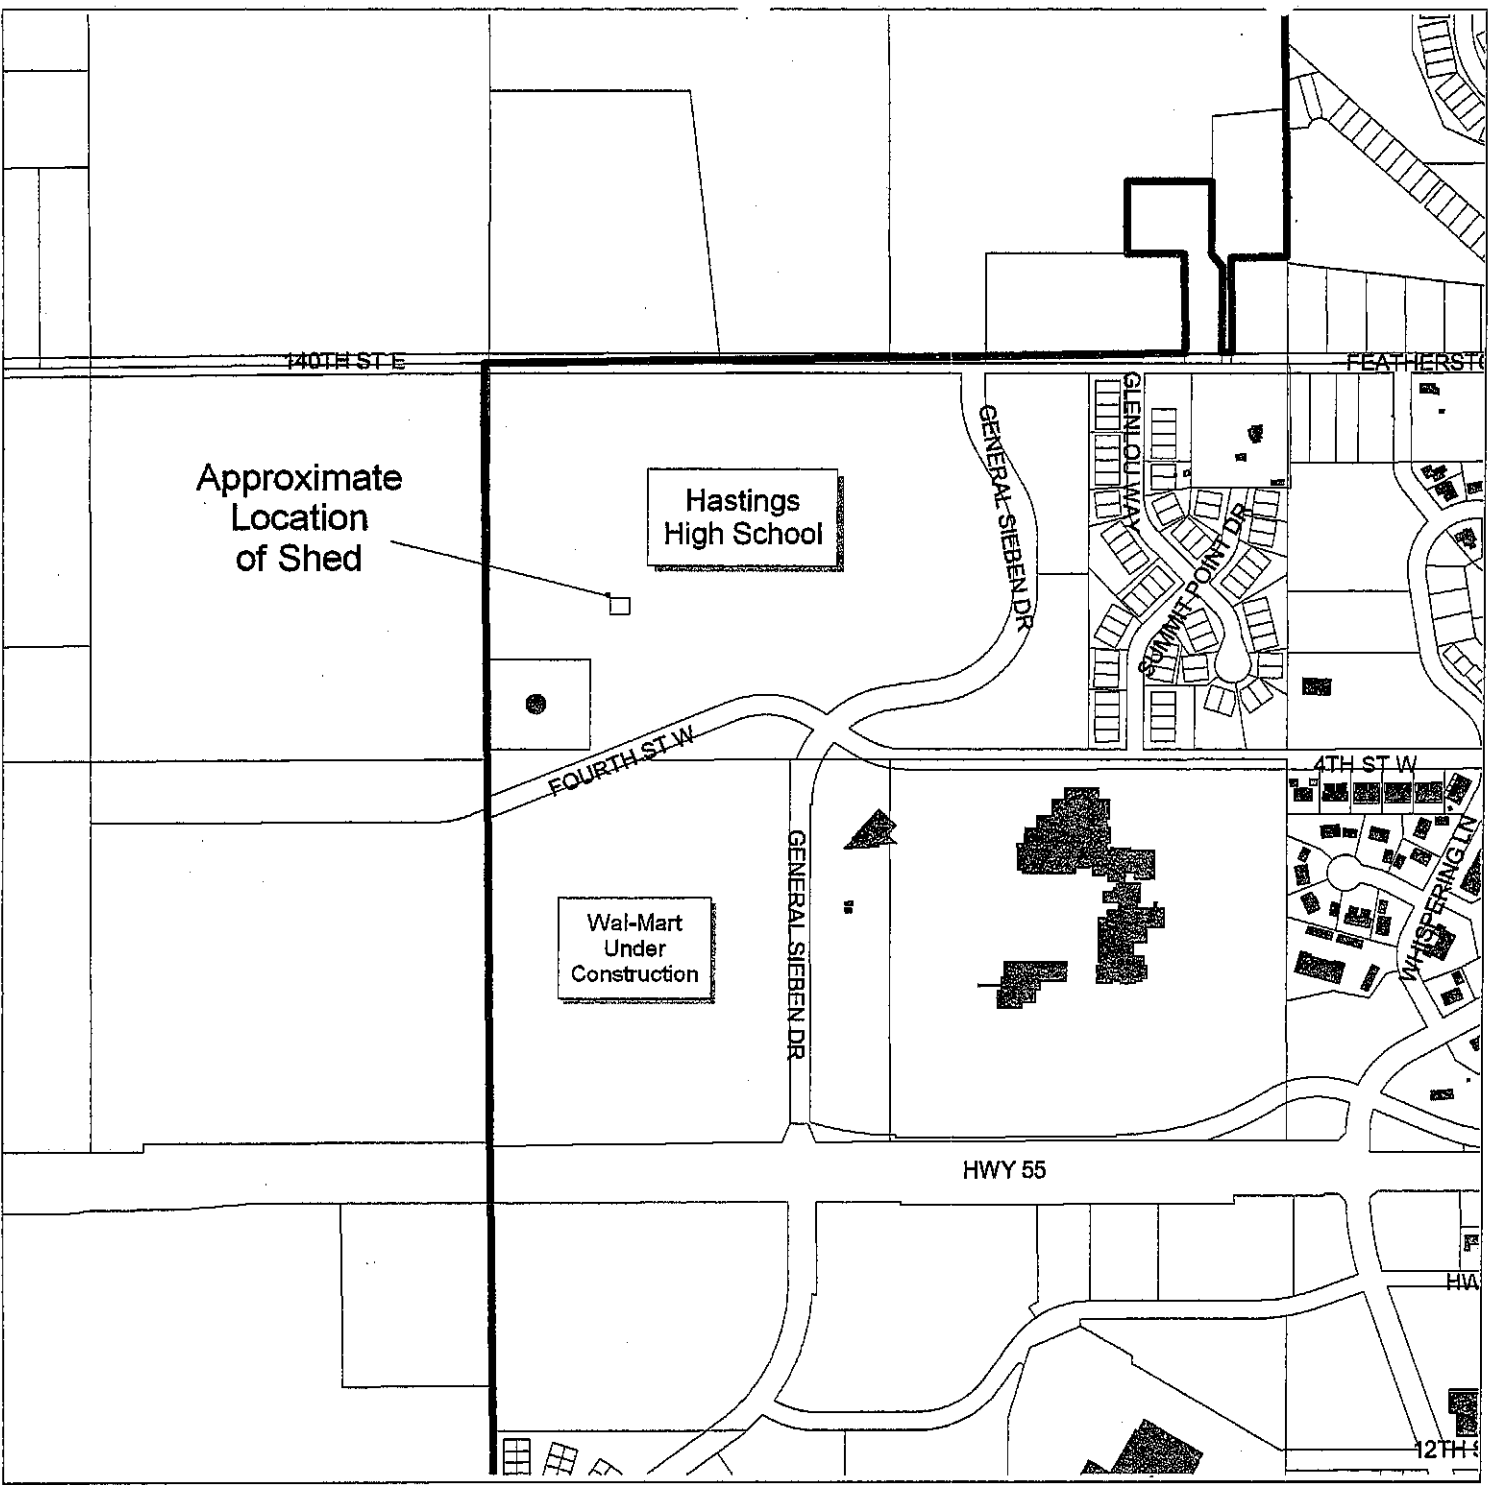 140TH ST E
FEATHERSTO
Approximate
Location
of Shed
Hastings
High School
GENERAL SIEBEN DR
GLENLOU WAY
SUMMIT POINT DR
FOURTH ST W
4TH ST W
Wal-Mart
Under
Construction
GENERAL SIEBEN DR
WHISPERING LN
HWY 55
HW
12TH S